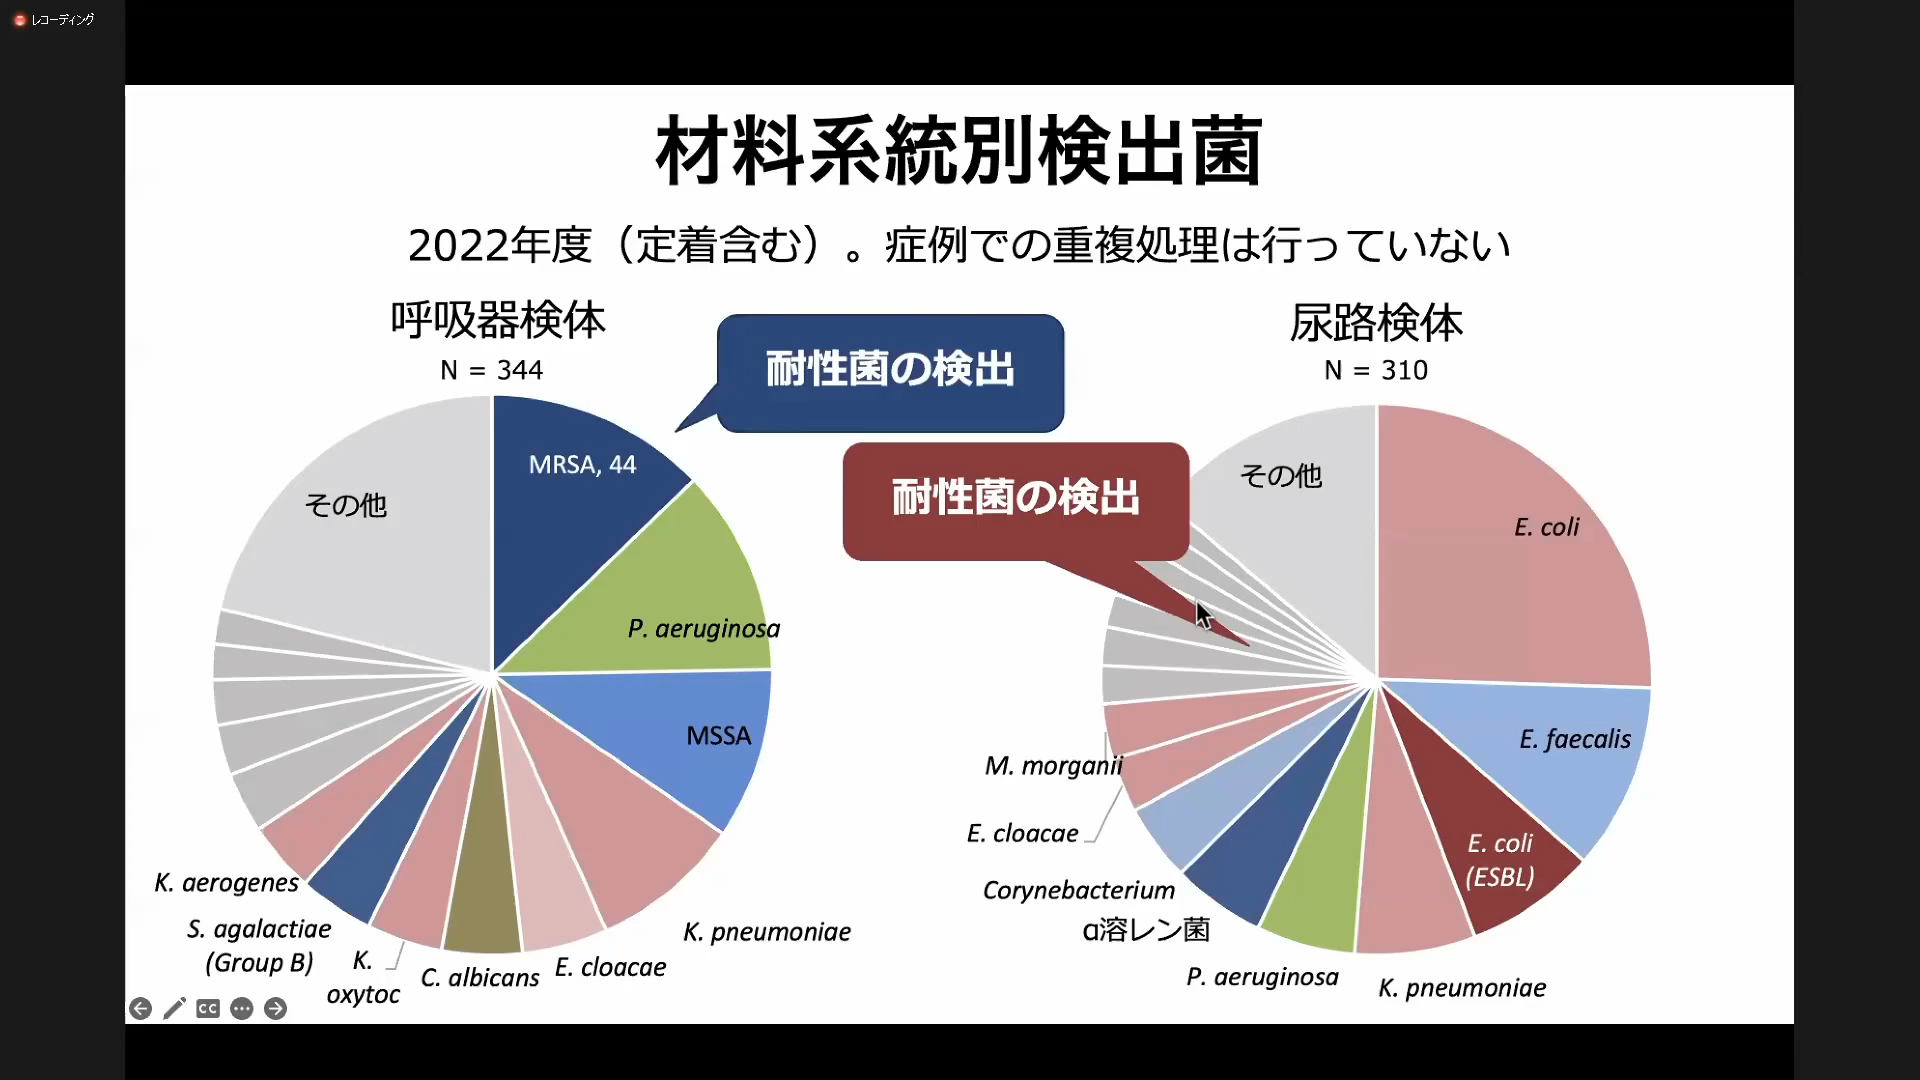 レコーディング
材料系統別検出菌
2022年度（定着含む）。症例での重複処理は行っていない
呼吸器検体
N = 344
耐性菌の検出
MRSA, 44
その他
P. aeruginosa
MSSA
K. pneumoniae
E. cloacae
C. albicans
K.
oxytoc
S. agalactiae
(Group B)
K. aerogenes
尿路検体
N = 310
耐性菌の検出
その他
E. coli
E. faecalis
E. coli
(ESBL)
K. pneumoniae
P. aeruginosa
α溶レン菌
Corynebacterium
E. cloacae
M. morganii
CC